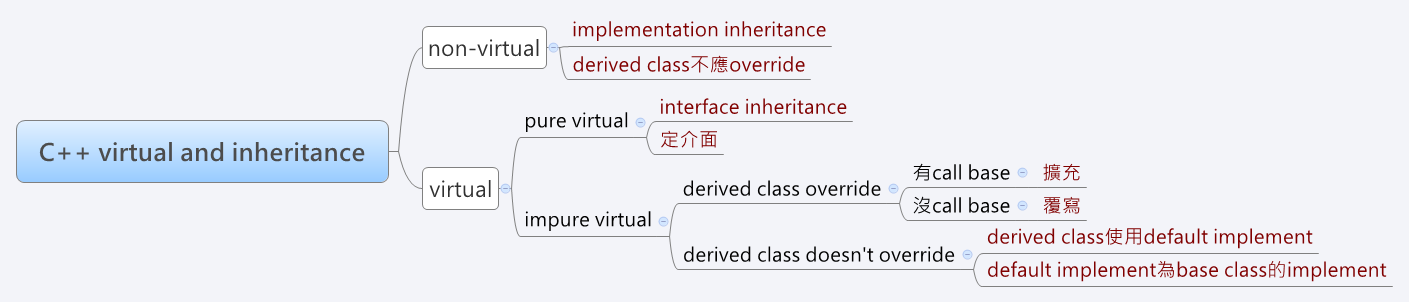 C++ virtual and inheritance
non-virtual
implementation inheritance
derived class不應override
virtual
pure virtual
interface inheritance
定介面
impure virtual
derived class override
有call base
擴充
沒call base
覆寫
derived class doesn't override
derived class使用default implement
default implement為base class的implement